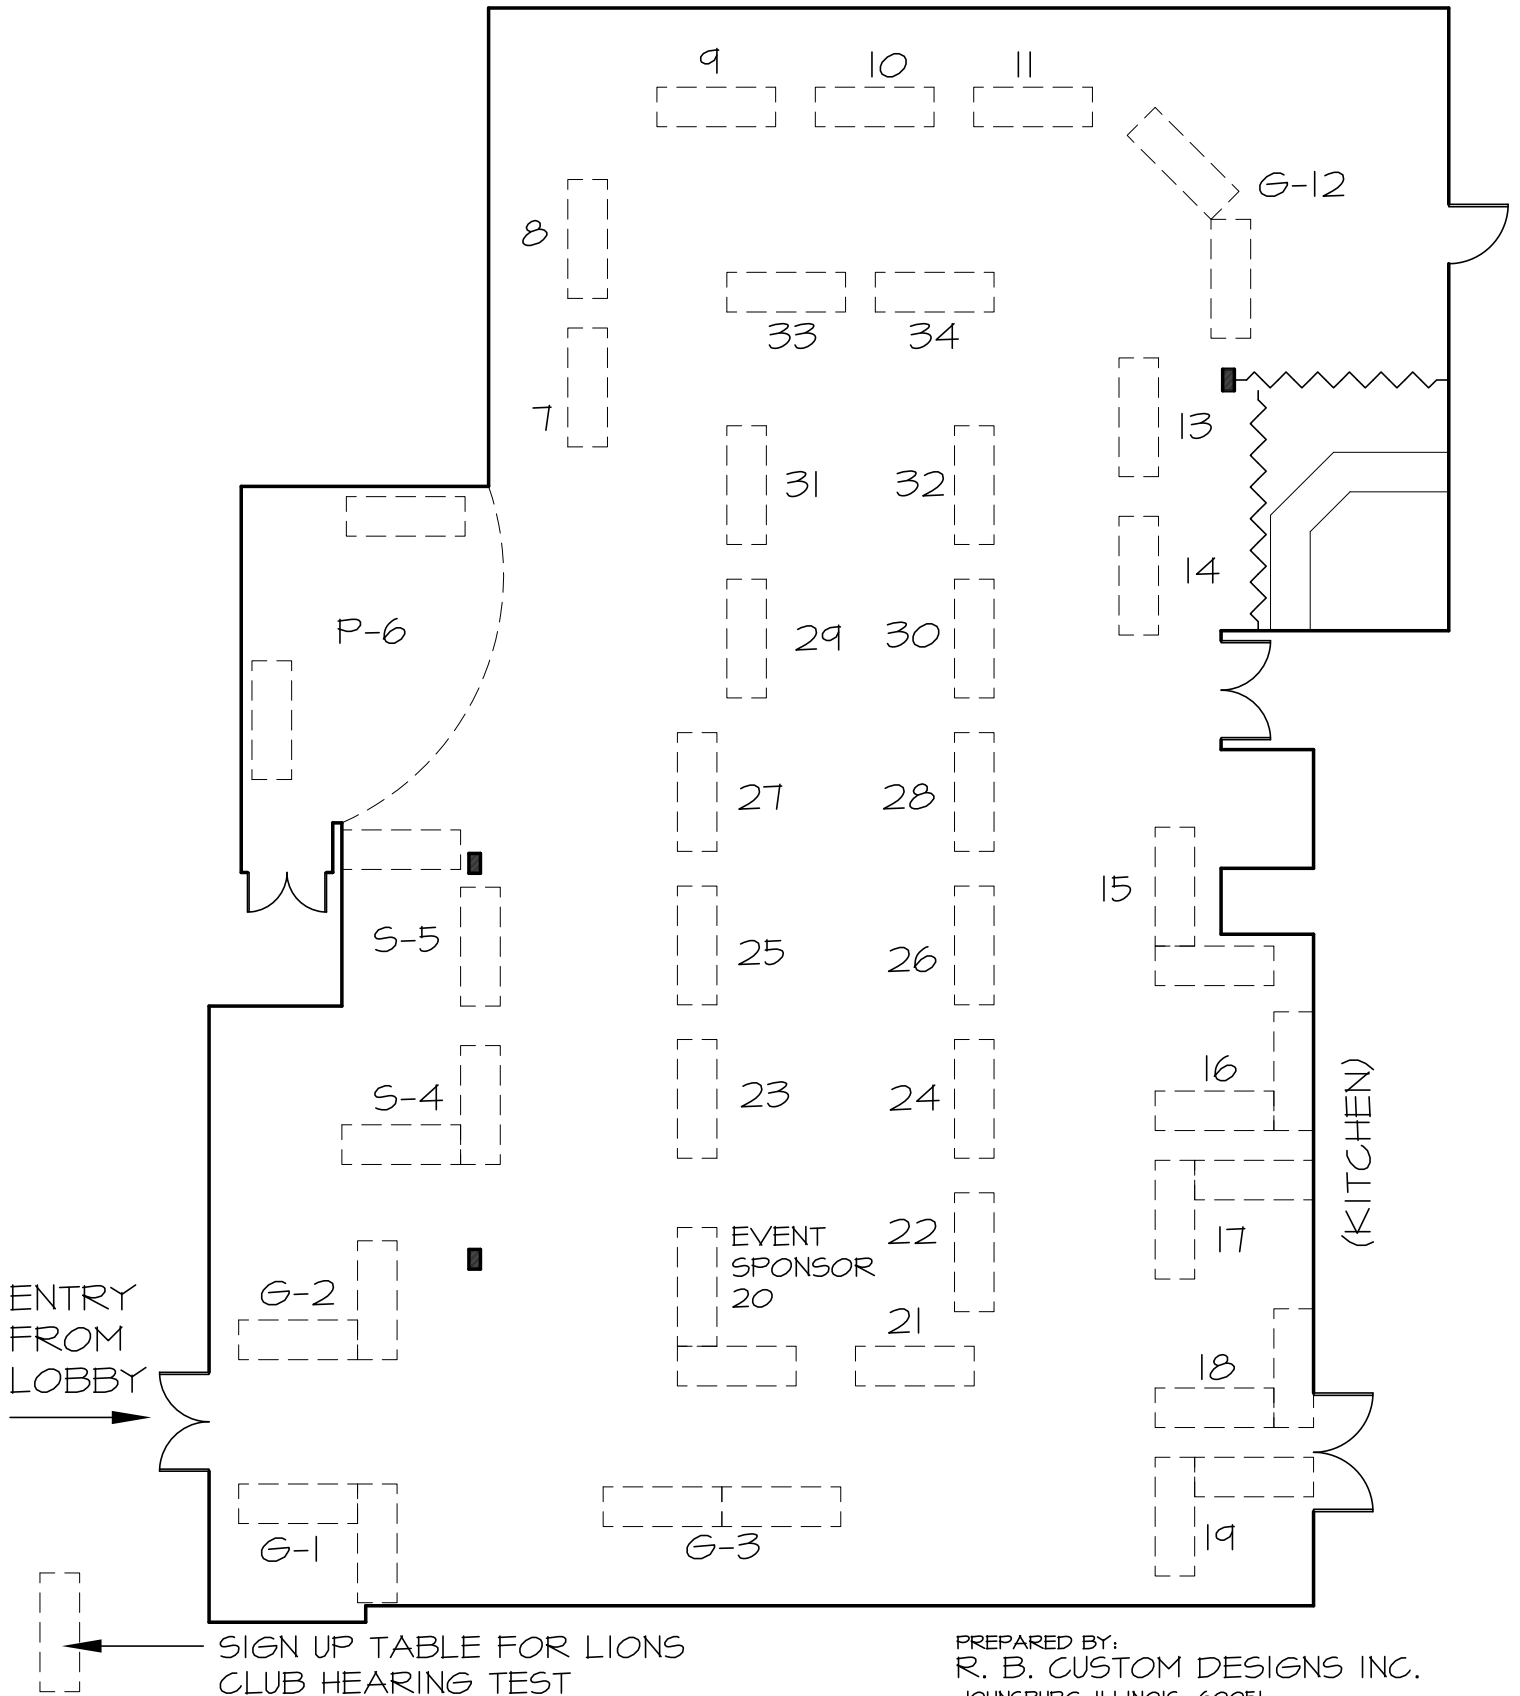 9
10
11
G-12
8
33
34
7
13
31
32
14
P-6
29
30
27
28
15
S-5
25
26
16
S-4
23
24
(KITCHEN)
17
22
EVENT
SPONSOR
20
G-2
21
ENTRY
FROM
LOBBY
18
G-1
G-3
19
SIGN UP TABLE FOR LIONS
CLUB HEARING TEST
PREPARED BY:
R. B. CUSTOM DESIGNS INC.